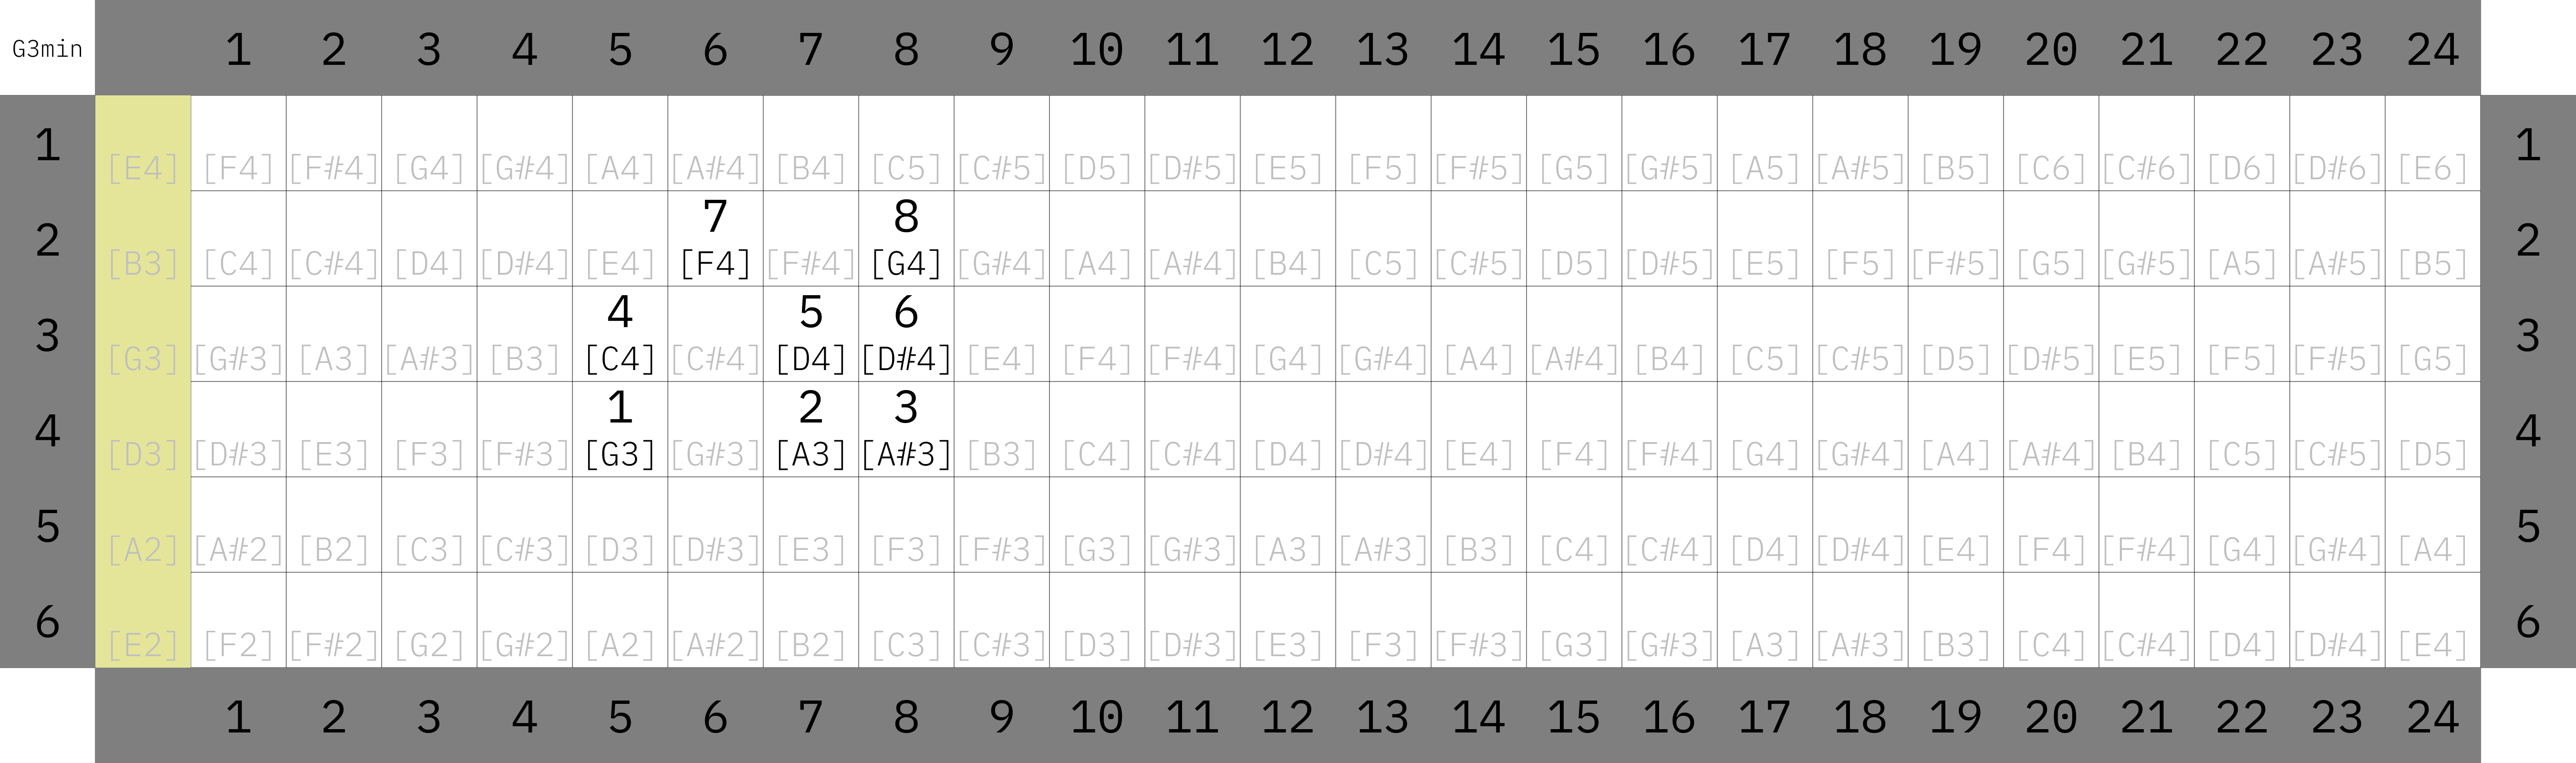 G3min 1 2 3 4 5 6 7 8 9 10 11 12 13 14 15 16 17 18 19 20 21 22 23 24
1 [E4] [F4] [F#4] [G4] [G#4] [A4] [A#4] [B4] [C5] [C#5] [D5] [D#5] [E5] [F5] [F#5] [G5] [G#5] [A5] [A#5] [B5] [C6] [C#6] [D6] [D#6] [E6] 1
7 8
2 [B3] [C4] [C#4] [D4] [D#4] [E4] [F4] [F#4] [G4] [G#4] [A4] [A#4] [B4] [C5] [C#5] [D5] [D#5] [E5] [F5] [F#5] [G5] [G#5] [A5] [A#5] [B5] 2
4 5 6
3 [G3] [G#3] [A3] [A#3] [B3] [C4] [C#4] [D4] [D#4] [E4] [F4] [F#4] [G4] [G#4] [A4] [A#4] [B4] [C5] [C#5] [D5] [D#5] [E5] [F5] [F#5] [G5] 3
1 2 3
4 [D3] [D#3] [E3] [F3] [F#3] [G3] [G#3] [A3] [A#3] [B3] [C4] [C#4] [D4] [D#4] [E4] [F4] [F#4] [G4] [G#4] [A4] [A#4] [B4] [C5] [C#5] [D5] 4
5 [A2] [A#2] [B2] [C3] [C#3] [D3] [D#3] [E3] [F3] [F#3] [G3] [G#3] [A3] [A#3] [B3] [C4] [C#4] [D4] [D#4] [E4] [F4] [F#4] [G4] [G#4] [A4] 5
6 [E2] [F2] [F#2] [G2] [G#2] [A2] [A#2] [B2] [C3] [C#3] [D3] [D#3] [E3] [F3] [F#3] [G3] [G#3] [A3] [A#3] [B3] [C4] [C#4] [D4] [D#4] [E4] 6
1 2 3 4 5 6 7 8 9 10 11 12 13 14 15 16 17 18 19 20 21 22 23 24